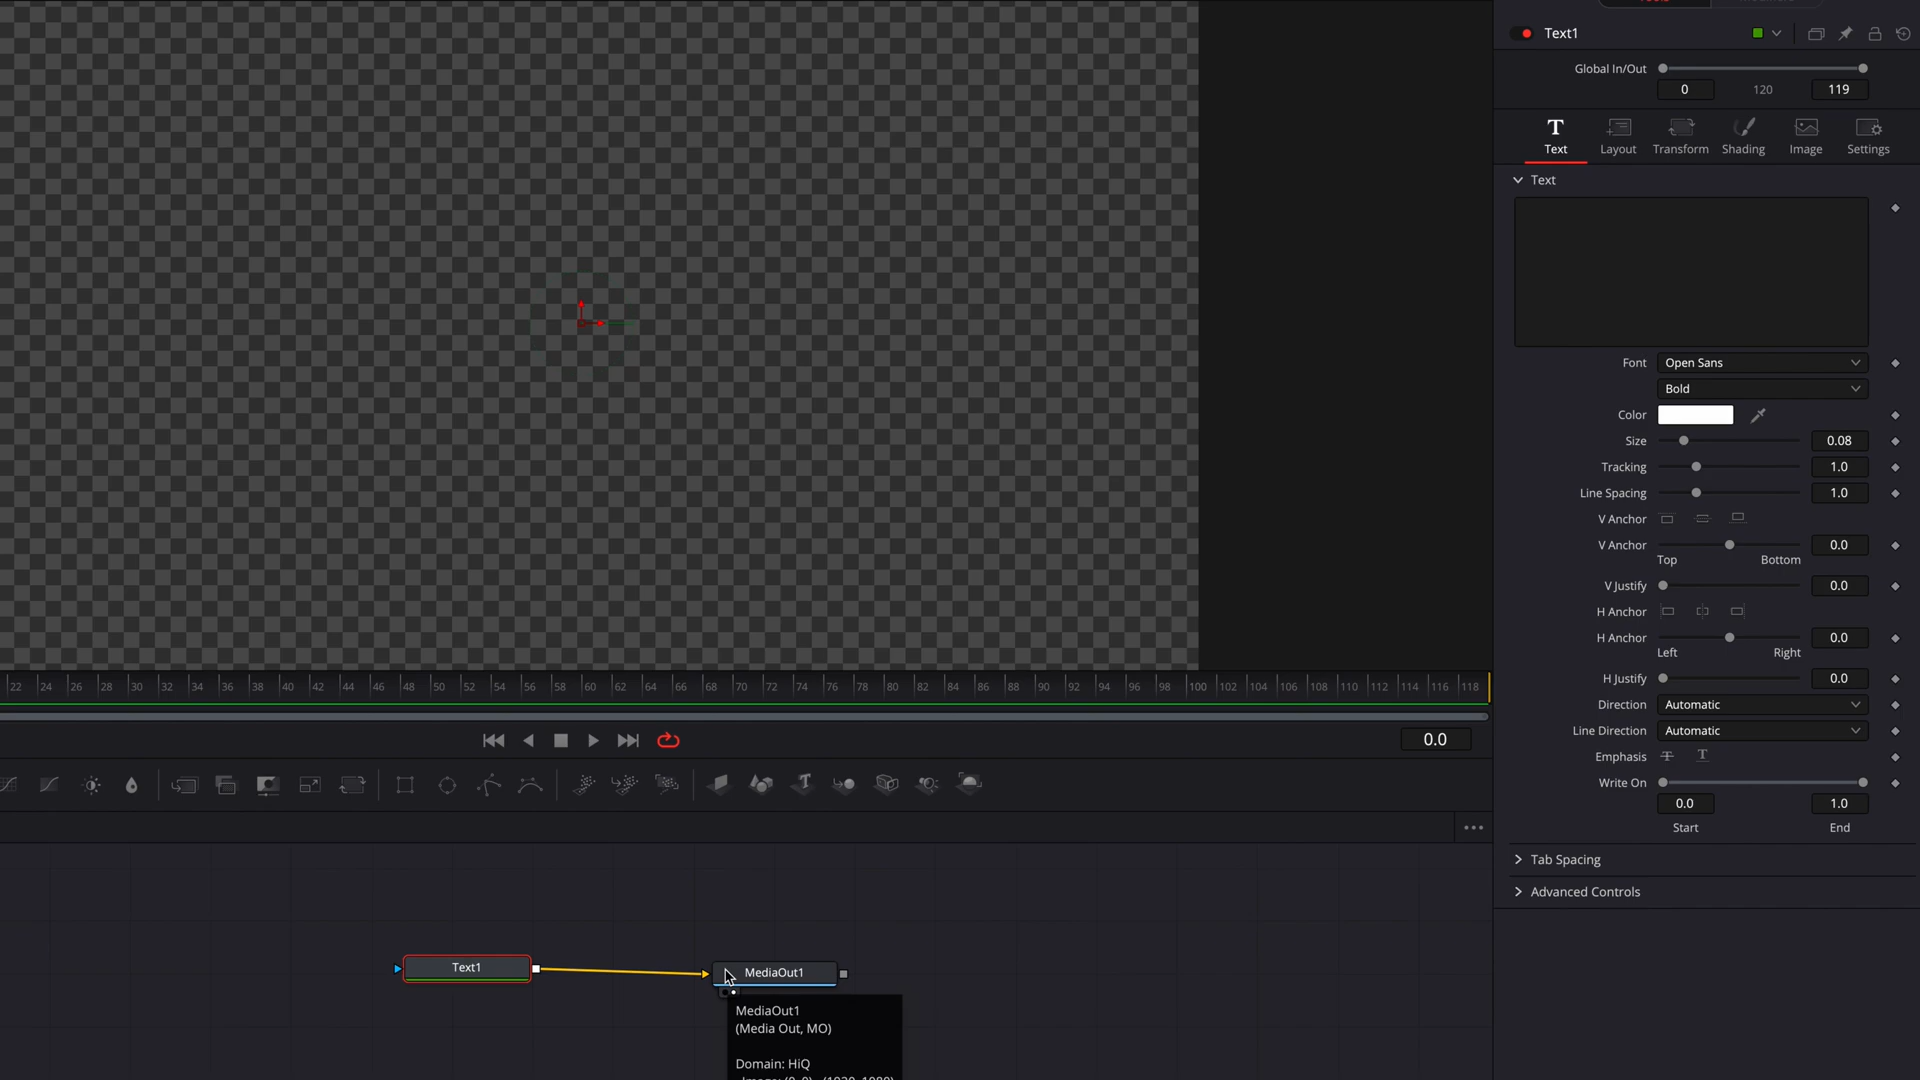 Text1
Global In/Out
0 120 119
Text Layout Transform Shading Image Settings
Text
Font Open Sans
Bold
Color
Size 0.08
Tracking 1.0
Line Spacing 1.0
V Anchor
V Anchor 0.0
Top Bottom
V Justify 0.0
H Anchor
H Anchor 0.0
Left Right
H Justify 0.0
Direction Automatic
Line Direction Automatic
Emphasis
Write On
0.0 1.0
Start End
Tab Spacing
Advanced Controls
22 24 26 28 30 32 34 36 38 40 42 44 46 48 50 52 54 56 58 60 62 64 66 68 70 72 74 76 78 80 82 84 86 88 90 92 94 96 98 100 102 104 106 108 110 112 114 116 118
0.0
Text1
MediaOut1
MediaOut1
(Media Out, MO)
Domain: HiQ